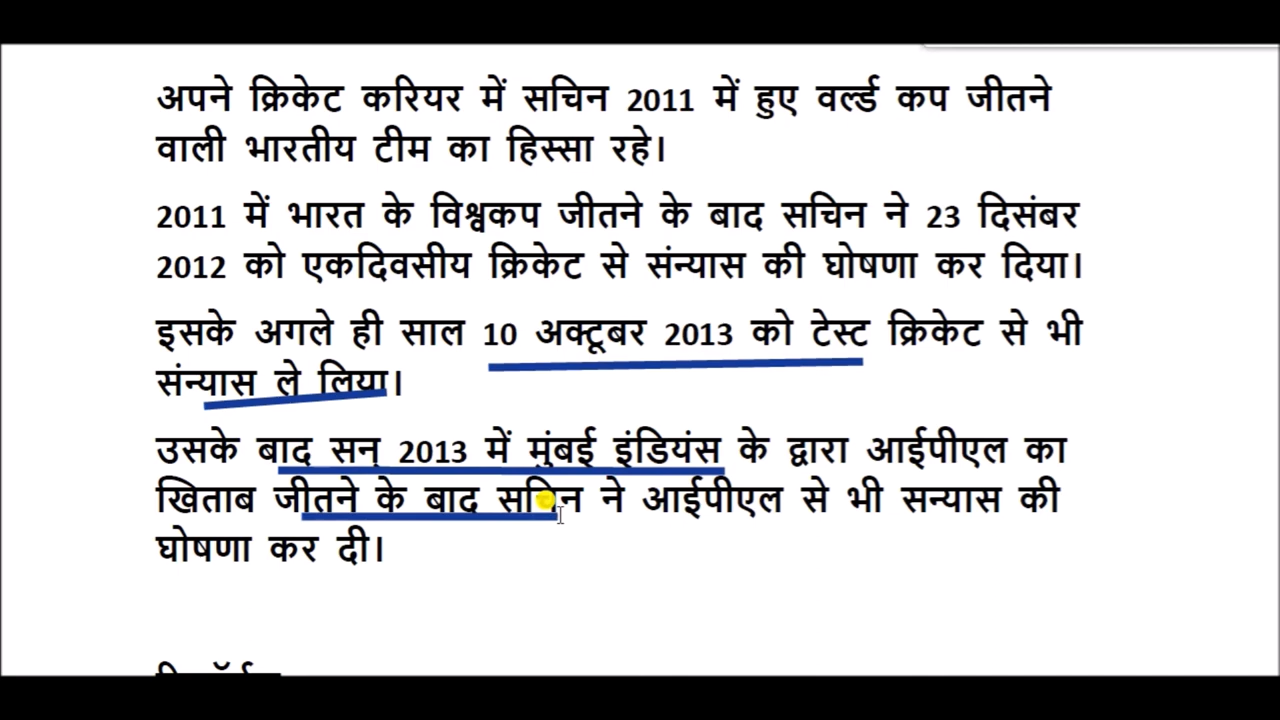 अपने क्रिकेट करियर में सचिन 2011 में हुए वर्ल्ड कप जीतने
वाली भारतीय टीम का हिस्सा रहे।
2011 में भारत के विश्वकप जीतने के बाद सचिन ने 23 दिसंबर
2012 को एकदिवसीय क्रिकेट से संन्यास की घोषणा कर दिया।
इसके अगले ही साल 10 अक्टूबर 2013 को टेस्ट क्रिकेट से भी
संन्यास ले लिया।
उसके बाद सन् 2013 में मुंबई इंडियंस के द्वारा आईपीएल का
खिताब जीतने के बाद सचिन ने आईपीएल से भी सन्यास की
घोषणा कर दी।